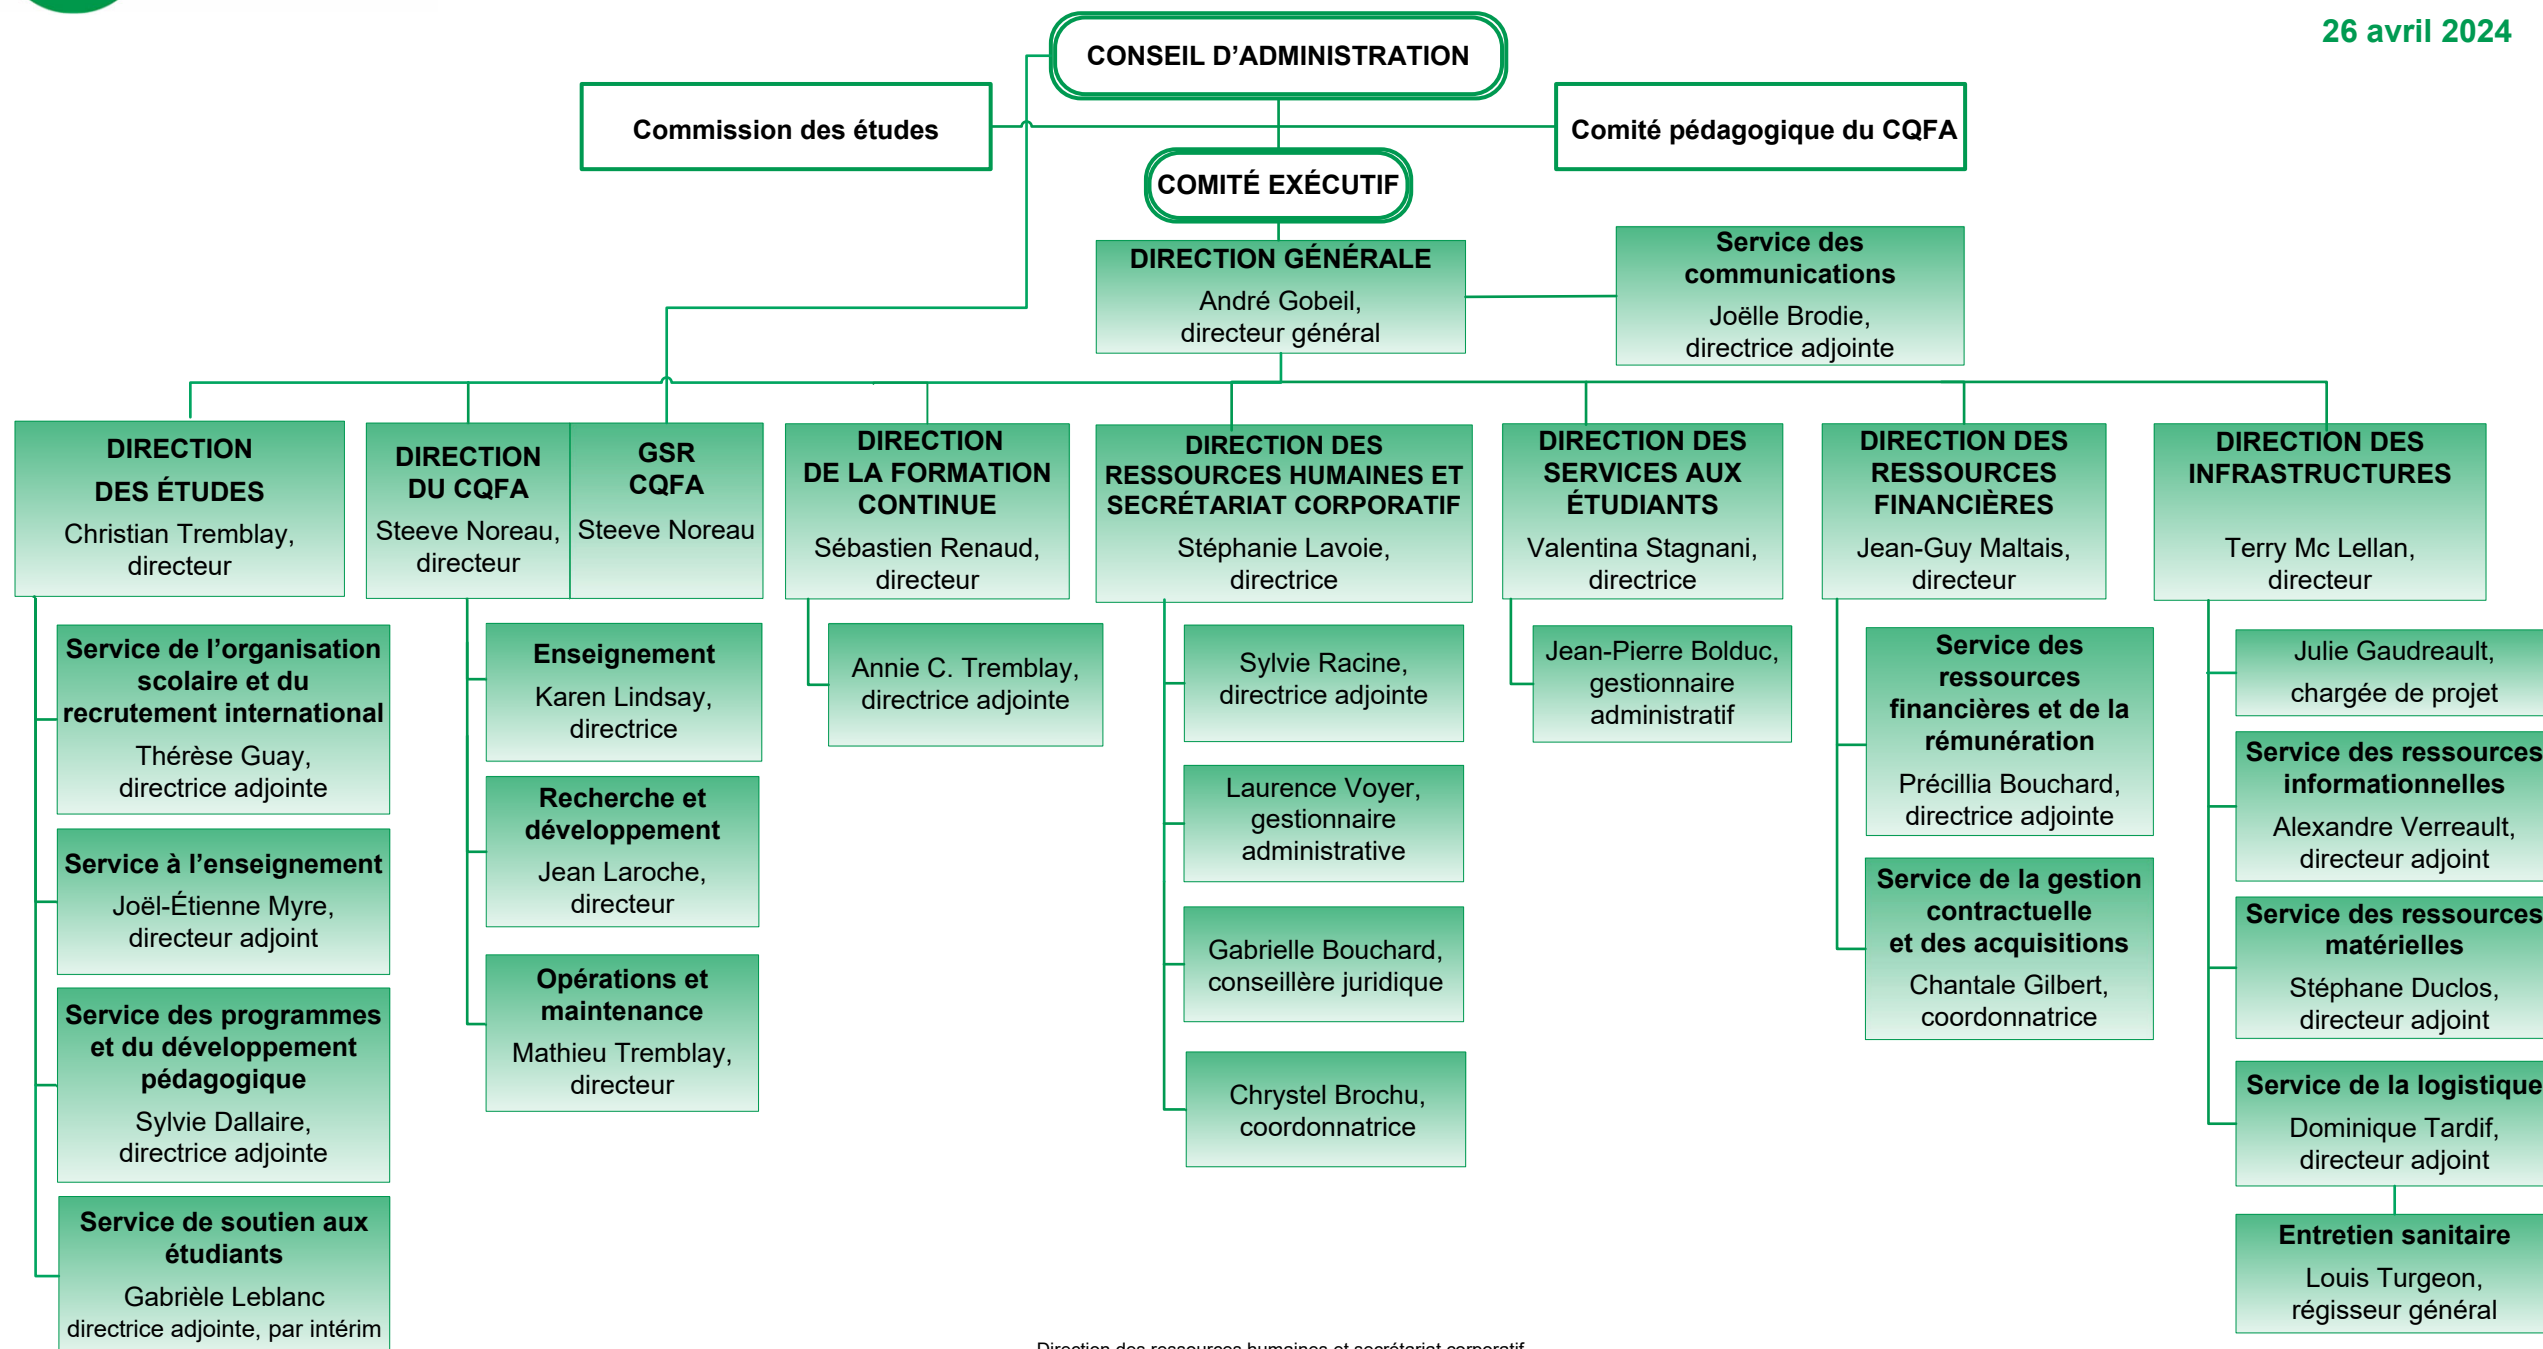 26 avril 2024
CONSEIL D'ADMINISTRATION
Commission des études
Comité pédagogique du CQFA
COMITÉ EXÉCUTIF
DIRECTION GÉNÉRALE
André Gobeil,
directeur général
Service des
communications
Joëlle Brodie,
directrice adjointe
DIRECTION
DES ÉTUDES
Christian Tremblay,
directeur
DIRECTION
DU CQFA
Steeve Noreau,
directeur
GSR
CQFA
Steeve Noreau
DIRECTION
DE LA FORMATION
CONTINUE
Sébastien Renaud,
directeur
DIRECTION DES
RESSOURCES HUMAINES ET
SECRÉTARIAT CORPORATIF
Stéphanie Lavoie,
directrice
DIRECTION DES
SERVICES AUX
ÉTUDIANTS
Valentina Stagnani,
directrice
DIRECTION DES
RESSOURCES
FINANCIÈRES
Jean-Guy Maltais,
directeur
DIRECTION DES
INFRASTRUCTURES
Terry Mc Lellan,
directeur
Service de l'organisation
scolaire et du
recrutement international
Thérèse Guay,
directrice adjointe
Service à l'enseignement
Joël-Étienne Myre,
directeur adjoint
Service des programmes
et du développement
pédagogique
Sylvie Dallaire,
directrice adjointe
Service de soutien aux
étudiants
Gabrièle Leblanc
directrice adjointe, par intérim
Enseignement
Karen Lindsay,
directrice
Recherche et
développement
Jean Laroche,
directeur
Opérations et
maintenance
Mathieu Tremblay,
directeur
Annie C. Tremblay,
directrice adjointe
Sylvie Racine,
directrice adjointe
Laurence Voyer,
gestionnaire
administrative
Gabrielle Bouchard,
conseillère juridique
Chrystel Brochu,
coordonnatrice
Jean-Pierre Bolduc,
gestionnaire
administratif
Service des
ressources
financières et de la
rémunération
Précillia Bouchard,
directrice adjointe
Service de la gestion
contractuelle
et des acquisitions
Chantale Gilbert,
coordonnatrice
Julie Gaudreault,
chargée de projet
Service des ressources
informationnelles
Alexandre Verreault,
directeur adjoint
Service des ressources
matérielles
Stéphane Duclos,
directeur adjoint
Service de la logistique
Dominique Tardif,
directeur adjoint
Entretien sanitaire
Louis Turgeon,
régisseur général
Direction des ressources humaines et secrétariat corporatif